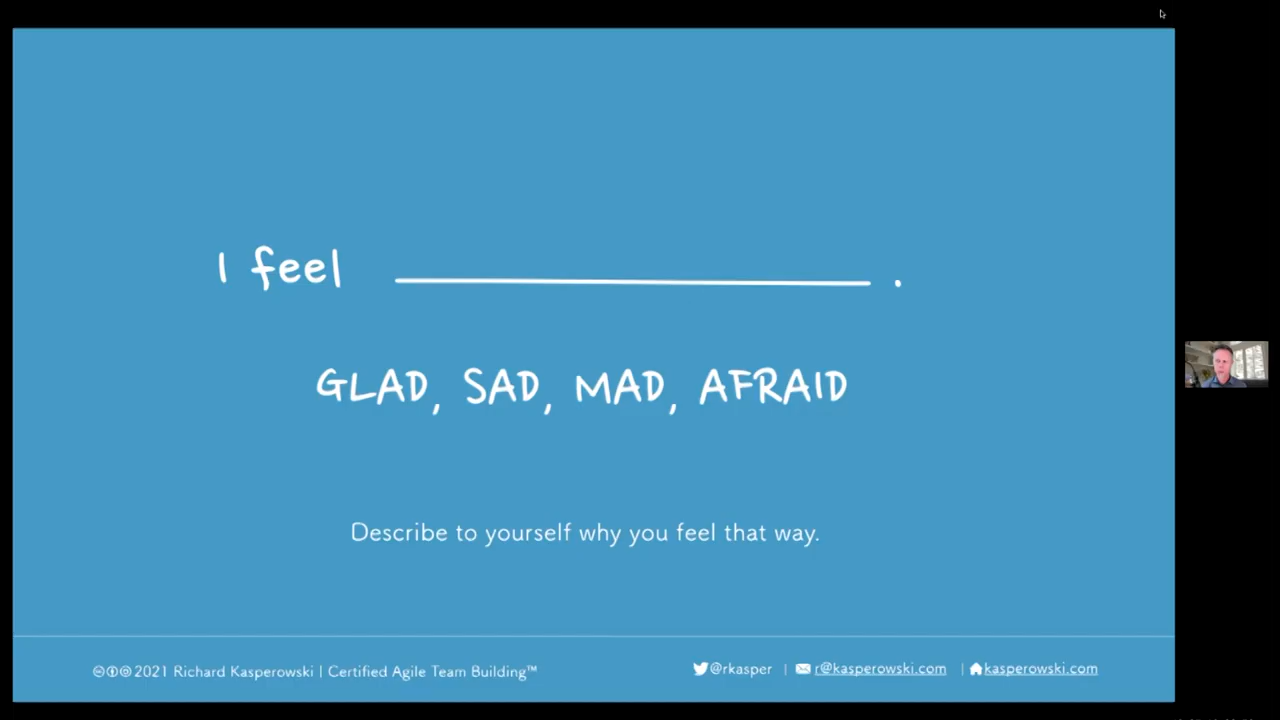 I feel ____________ .
GLAD, SAD, MAD, AFRAID
Describe to yourself why you feel that way.
2021 Richard Kasperowski | Certified Agile Team Building™
@rkasper | r@kasperowski.com | kasperowski.com